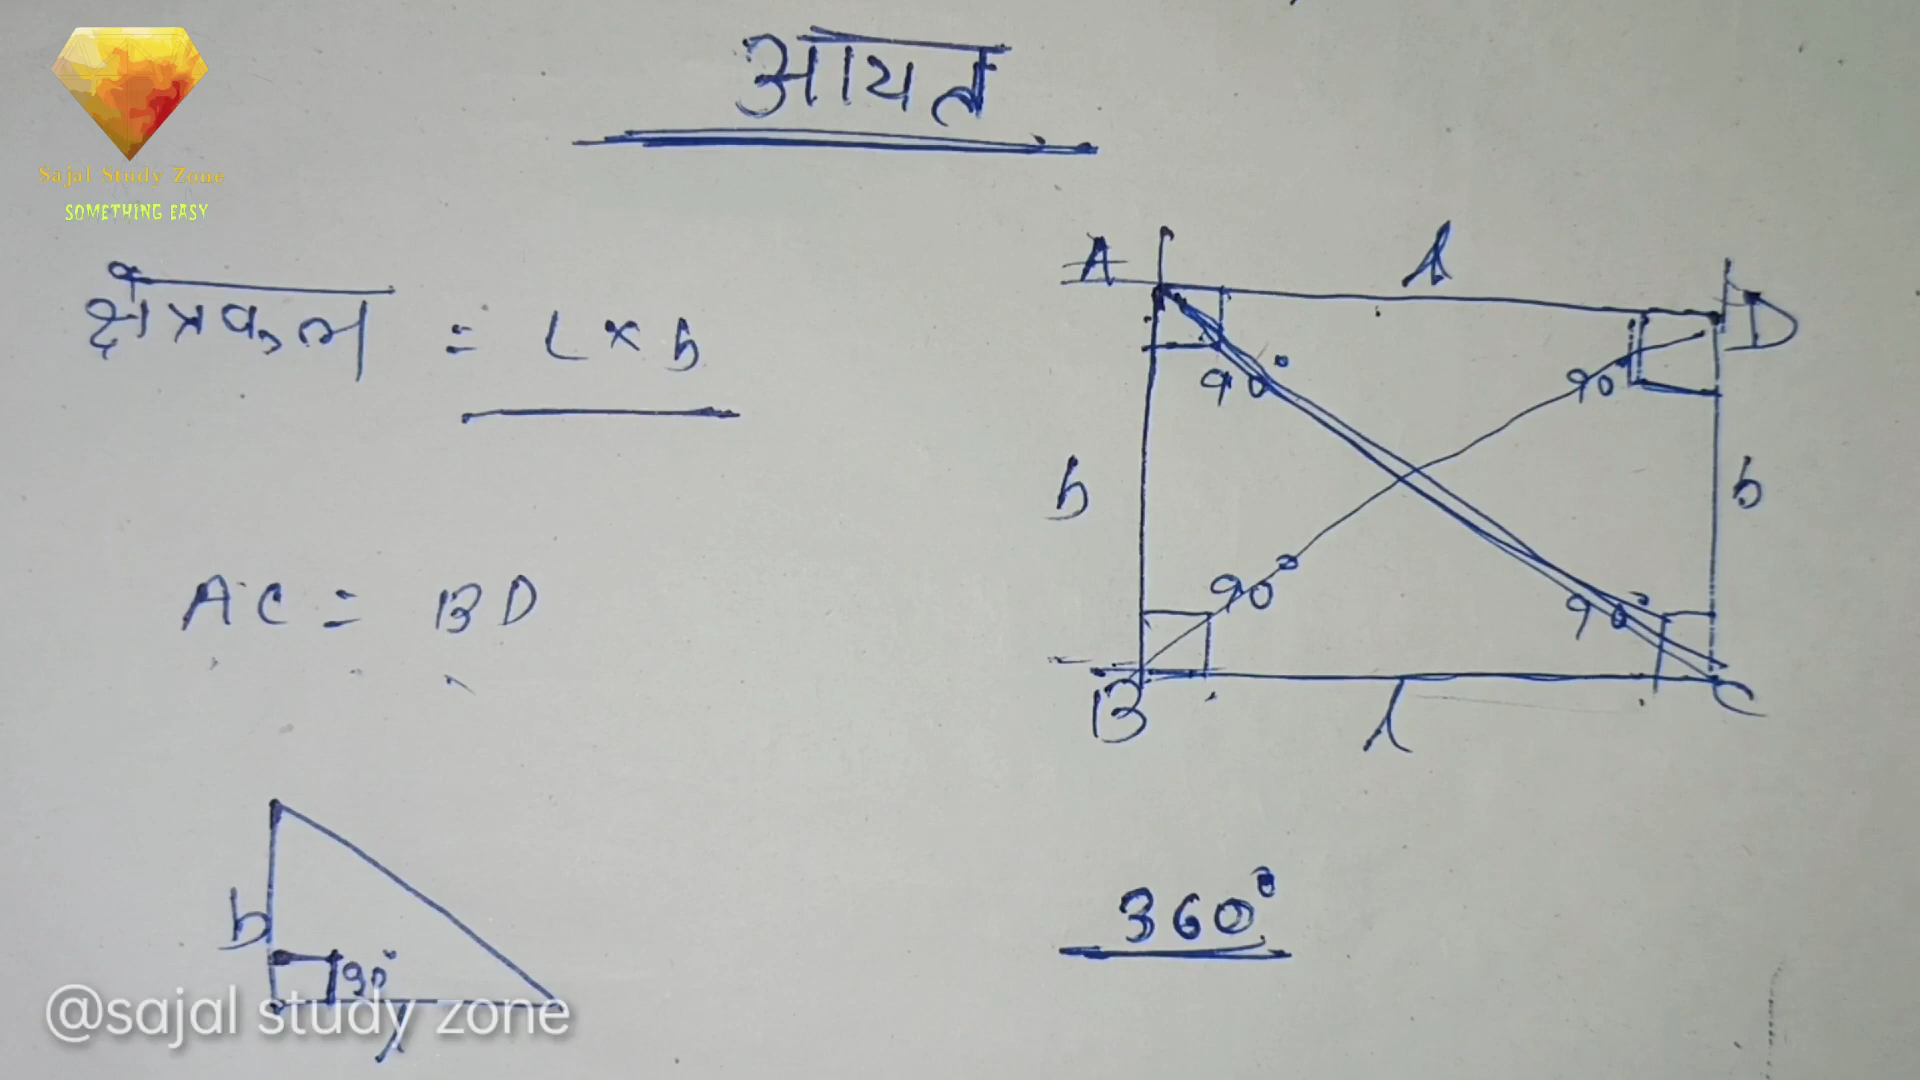 आयत
Sajal Study Zone
SOMETHING EASY
क्षेत्रफल = L × b
A l D
90° 90°
b b
90° 90°
B l C
AC = BD
b 90°
l
360°
@sajal study zone